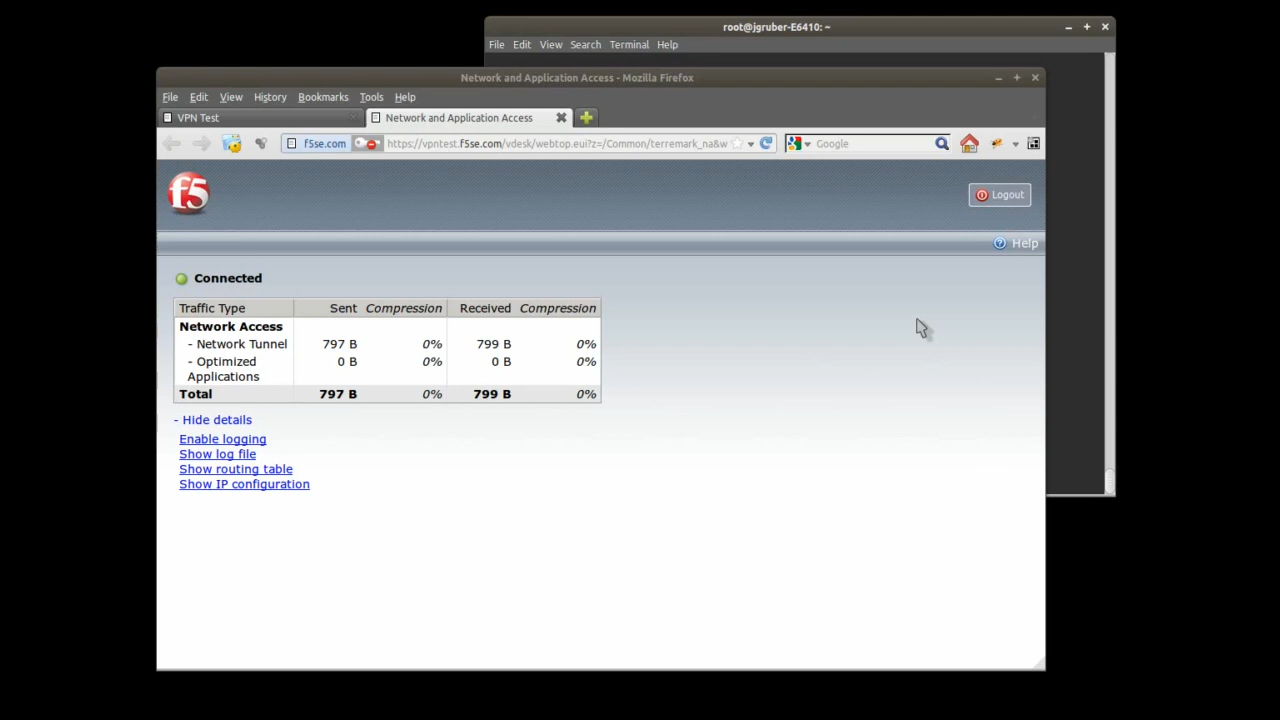 root@jgruber-E6410: ~
File Edit View Search Terminal Help
Network and Application Access - Mozilla Firefox
File Edit View History Bookmarks Tools Help
VPN Test Network and Application Access
f5se.com https://vpntest.f5se.com/vdesk/webtop.eui?z=/Common/terremark_na&w Google
f5
Logout
Help
Connected
Traffic Type Sent Compression Received Compression
Network Access
- Network Tunnel 797 B 0% 799 B 0%
- Optimized 0 B 0% 0 B 0%
Applications
Total 797 B 0% 799 B 0%
- Hide details
Enable logging
Show log file
Show routing table
Show IP configuration